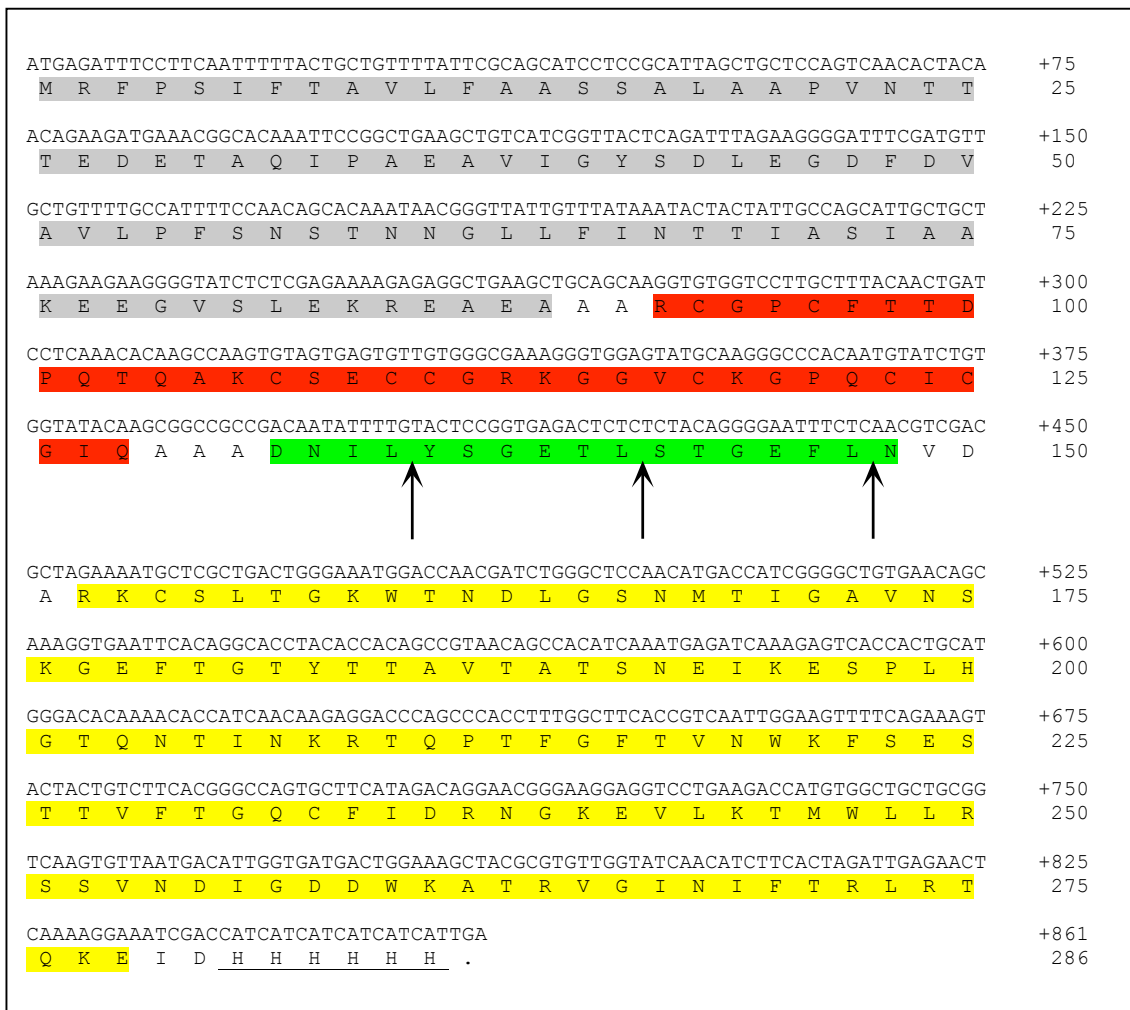 ATGAGATTTCCTTCAATTTTTACTGCTGTTTTATTCGCAGCATCCTCCGCATTAGCTGCTCCAGTCAACACTACA +75
M R F P S I F T A V L F A A S S A L A A P V N T T 25
ACAGAAGATGAAACGGCACAAATTCCGGCTGAAGCTGTCATCGGTTACTCAGATTTAGAAGGGGATTTCGATGTT +150
T E D E T A Q I P A E A V I G Y S D L E G D F D V 50
GCTGTTTTGCCATTTTCCAACAGCACAAATAACGGGTTATTGTTTATAAATACTACTATTGCCAGCATTGCTGCT +225
A V L P F S N S T N N G L L F I N T T I A S I A A 75
AAAGAAGAAGGGGTATCTCTCGAGAAAAGAGAGGCTGAAGCTGCAGCAAGGTGTGGTCCTTGCTTTACAACTGAT +300
K E E G V S L E K R E A E A A A R C G P C F T T D 100
CCTCAAACACAAGCCAAGTGTAGTGAGTGTTGTGGGCGAAAGGGTGGAGTATGCAAGGGCCCACAATGTATCTGT +375
P Q T Q A K C S E C C G R K G G V C K G P Q C I C 125
GGTATACAAGCGGCCGCCGACAATATTTTGTACTCCGGTGAGACTCTCTCTACAGGGGAATTTCTCAACGTCGAC +450
G I Q A A A D N I L Y S G E T L S T G E F L N V D 150
GCTAGAAAATGCTCGCTGACTGGGAAATGGACCAACGATCTGGGCTCCAACATGACCATCGGGGCTGTGAACAGC +525
A R K C S L T G K W T N D L G S N M T I G A V N S 175
AAAGGTGAATTCACAGGCACCTACACCACAGCCGTAACAGCCACATCAAATGAGATCAAAGAGTCACCACTGCAT +600
K G E F T G T Y T T A V T A T S N E I K E S P L H 200
GGGACACAAAACACCATCAACAAGAGGACCCAGCCCACCTTTGGCTTCACCGTCAATTGGAAGTTTTCAGAAAGT +675
G T Q N T I N K R T Q P T F G F T V N W K F S E S 225
ACTACTGTCTTCACGGGCCAGTGCTTCATAGACAGGAACGGGAAGGAGGTCCTGAAGACCATGTGGCTGCTGCGG +750
T T V F T G Q C F I D R N G K E V L K T M W L L R 250
TCAAGTGTTAATGACATTGGTGATGACTGGAAAGCTACGCGTGTTGGTATCAACATCTTCACTAGATTGAGAACT +825
S S V N D I G D D W K A T R V G I N I F T R L R T 275
CAAAAGGAAATCGACCATCATCATCATCATCATTGA +861
Q K E I D H H H H H H . 286